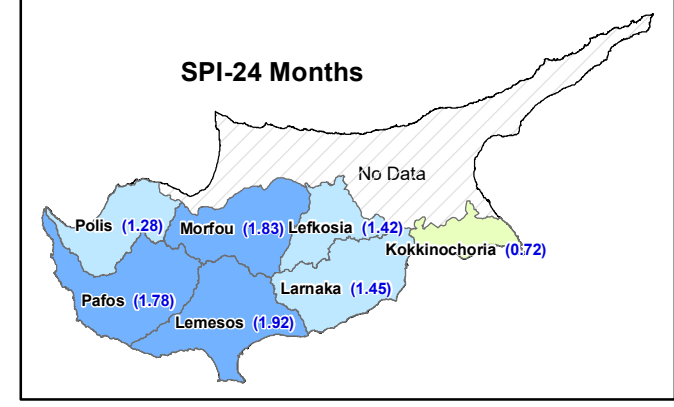 SPI-24 Months
No Data
Polis (1.28)
Morfou (1.83)
Lefkosia (1.42)
Kokkinochoria (0.72)
Pafos (1.78)
Larnaka (1.45)
Lemesos (1.92)